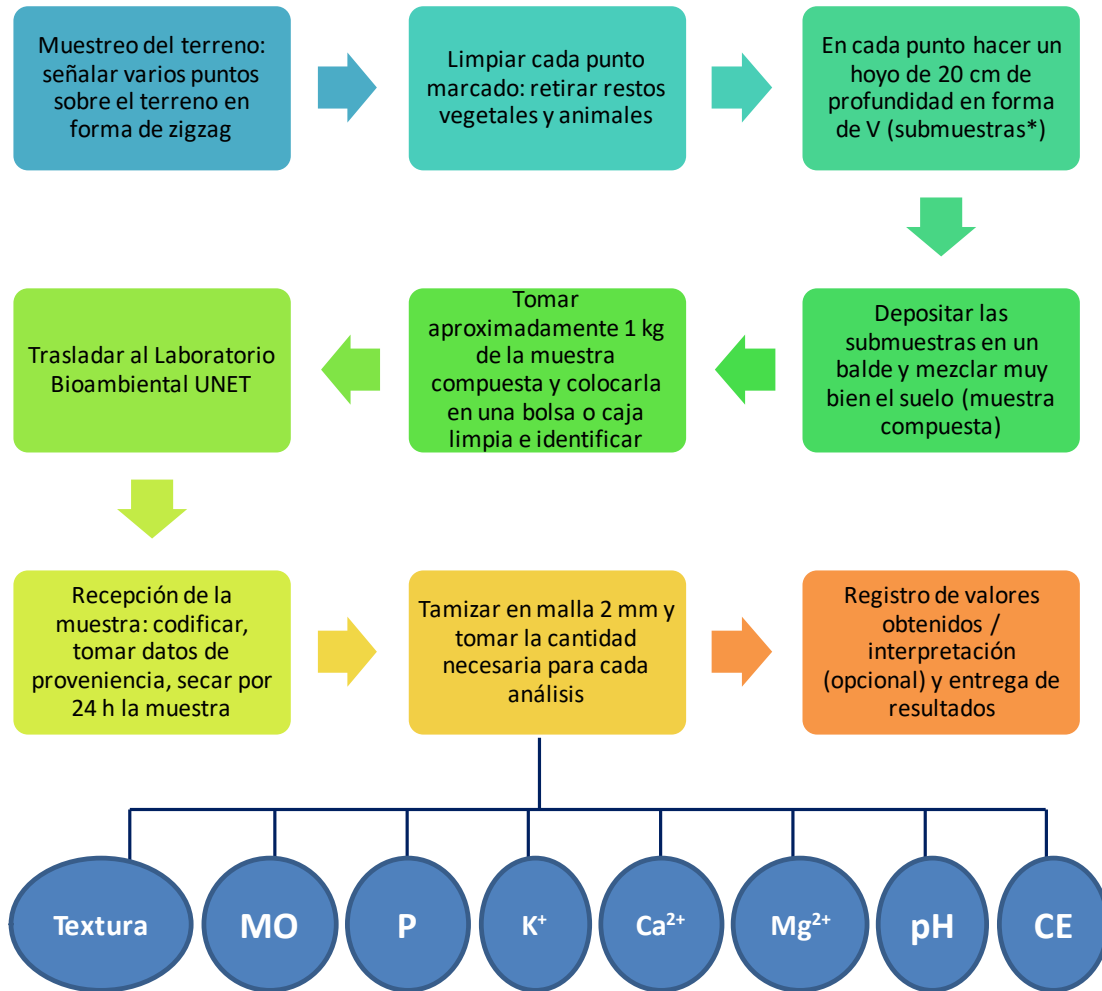 Muestreo del terreno:
señalar varios puntos
sobre el terreno en
forma de zigzag
Limpiar cada punto
marcado: retirar restos
vegetales y animales
En cada punto hacer un
hoyo de 20 cm de
profundidad en forma
de V (submuestras*)
Depositar las
submuestras en un
balde y mezclar muy
bien el suelo (muestra
compuesta)
Tomar
aproximadamente 1 kg
de la muestra
compuesta y colocarla
en una bolsa o caja
limpia e identificar
Trasladar al Laboratorio
Bioambiental UNET
Recepción de la
muestra: codificar,
tomar datos de
proveniencia, secar por
24 h la muestra
Tamizar en malla 2 mm y
tomar la cantidad
necesaria para cada
análisis
Registro de valores
obtenidos /
interpretación
(opcional) y entrega de
resultados
Textura
MO
P
K⁺
Ca²⁺
Mg²⁺
pH
CE